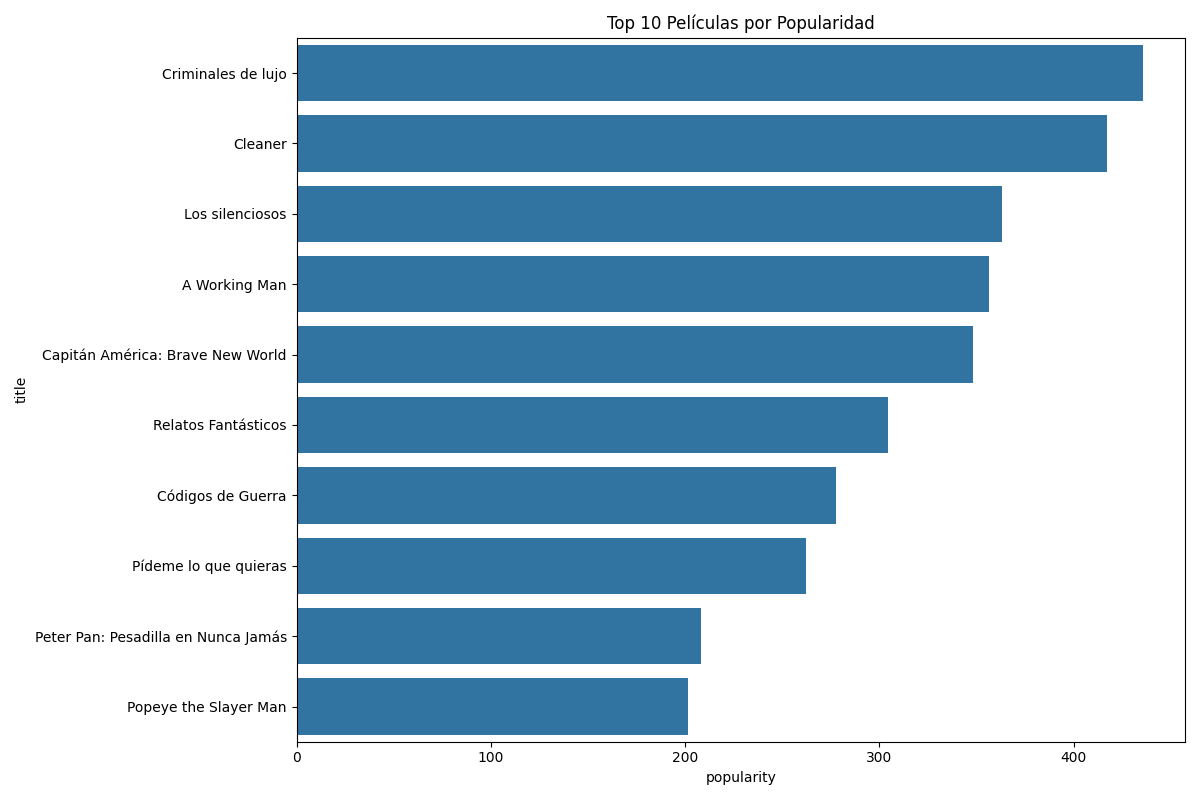 Top 10 Películas por Popularidad
Criminales de lujo
Cleaner
Los silenciosos
A Working Man
Capitán América: Brave New World
Relatos Fantásticos
Códigos de Guerra
Pídeme lo que quieras
Peter Pan: Pesadilla en Nunca Jamás
Popeye the Slayer Man
title
0 100 200 300 400
popularity